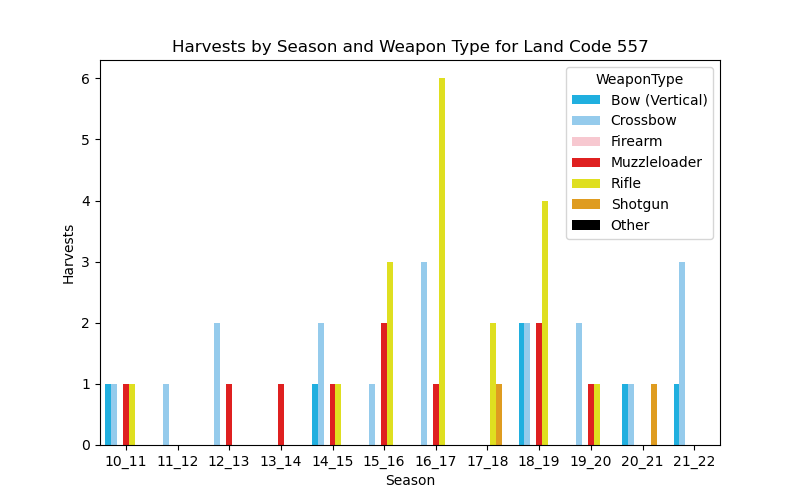 Harvests by Season and Weapon Type for Land Code 557
WeaponType
Bow (Vertical)
Crossbow
Firearm
Muzzleloader
Rifle
Shotgun
Other
6
5
4
3
2
1
0
Harvests
10_11 11_12 12_13 13_14 14_15 15_16 16_17 17_18 18_19 19_20 20_21 21_22
Season